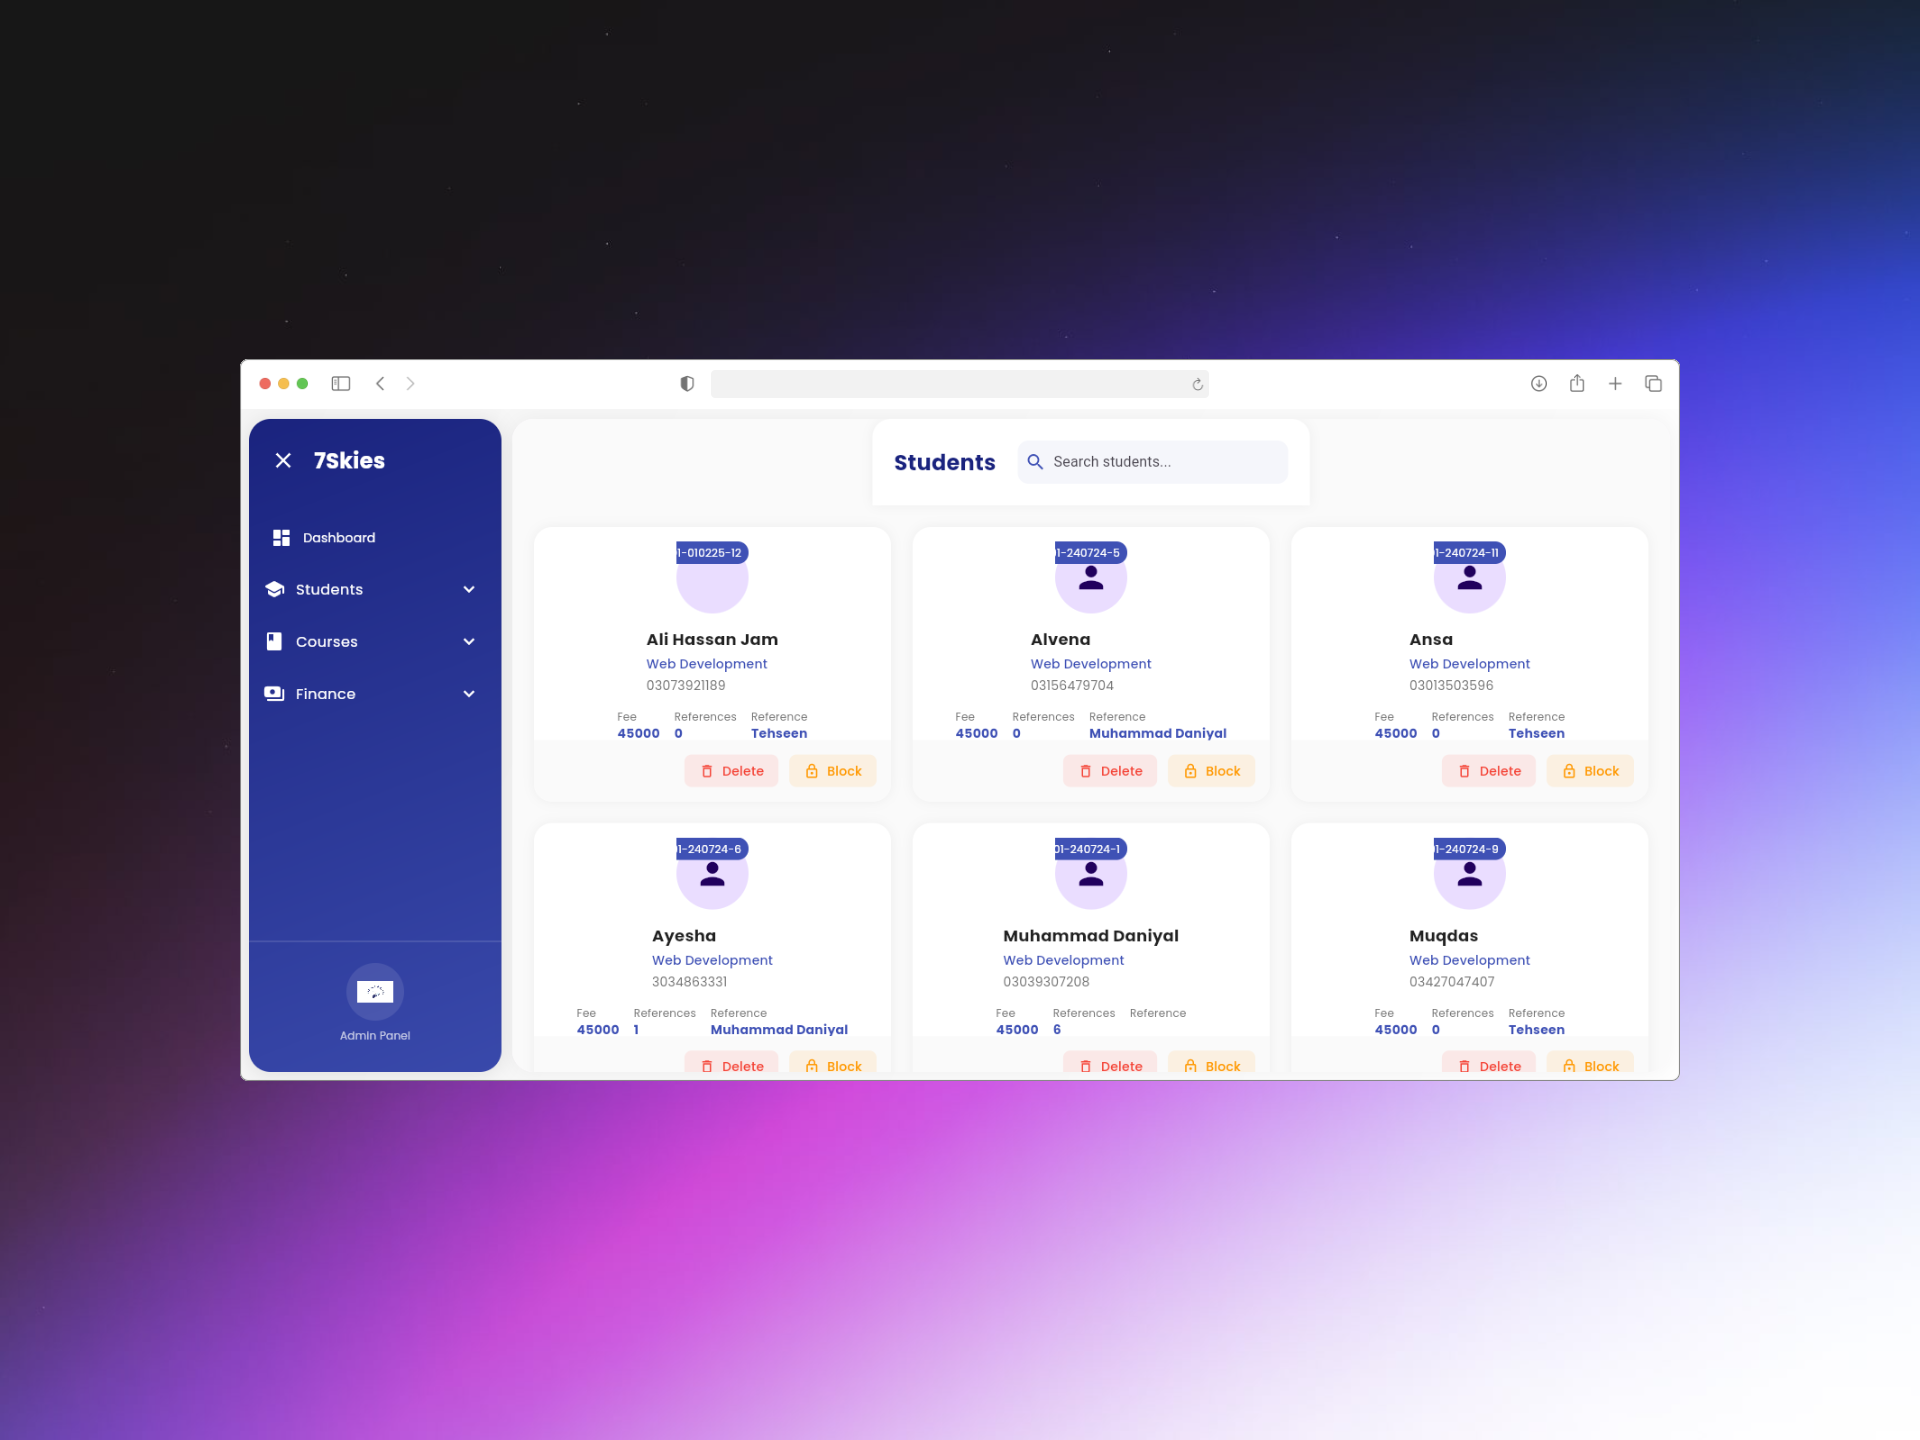 7Skies
Students
Search students...
Dashboard
Students
Courses
Finance
Admin Panel
1-010225-12
Ali Hassan Jam
Web Development
03073921189
Fee References Reference
45000 0 Tehseen
Delete Block
1-240724-5
Alvena
Web Development
03156479704
Fee References Reference
45000 0 Muhammad Daniyal
Delete Block
1-240724-11
Ansa
Web Development
03013503596
Fee References Reference
45000 0 Tehseen
Delete Block
1-240724-6
Ayesha
Web Development
3034863331
Fee References Reference
45000 1 Muhammad Daniyal
Delete Block
01-240724-1
Muhammad Daniyal
Web Development
03039307208
Fee References Reference
45000 6
Delete Block
1-240724-9
Muqdas
Web Development
03427047407
Fee References Reference
45000 0 Tehseen
Delete Block